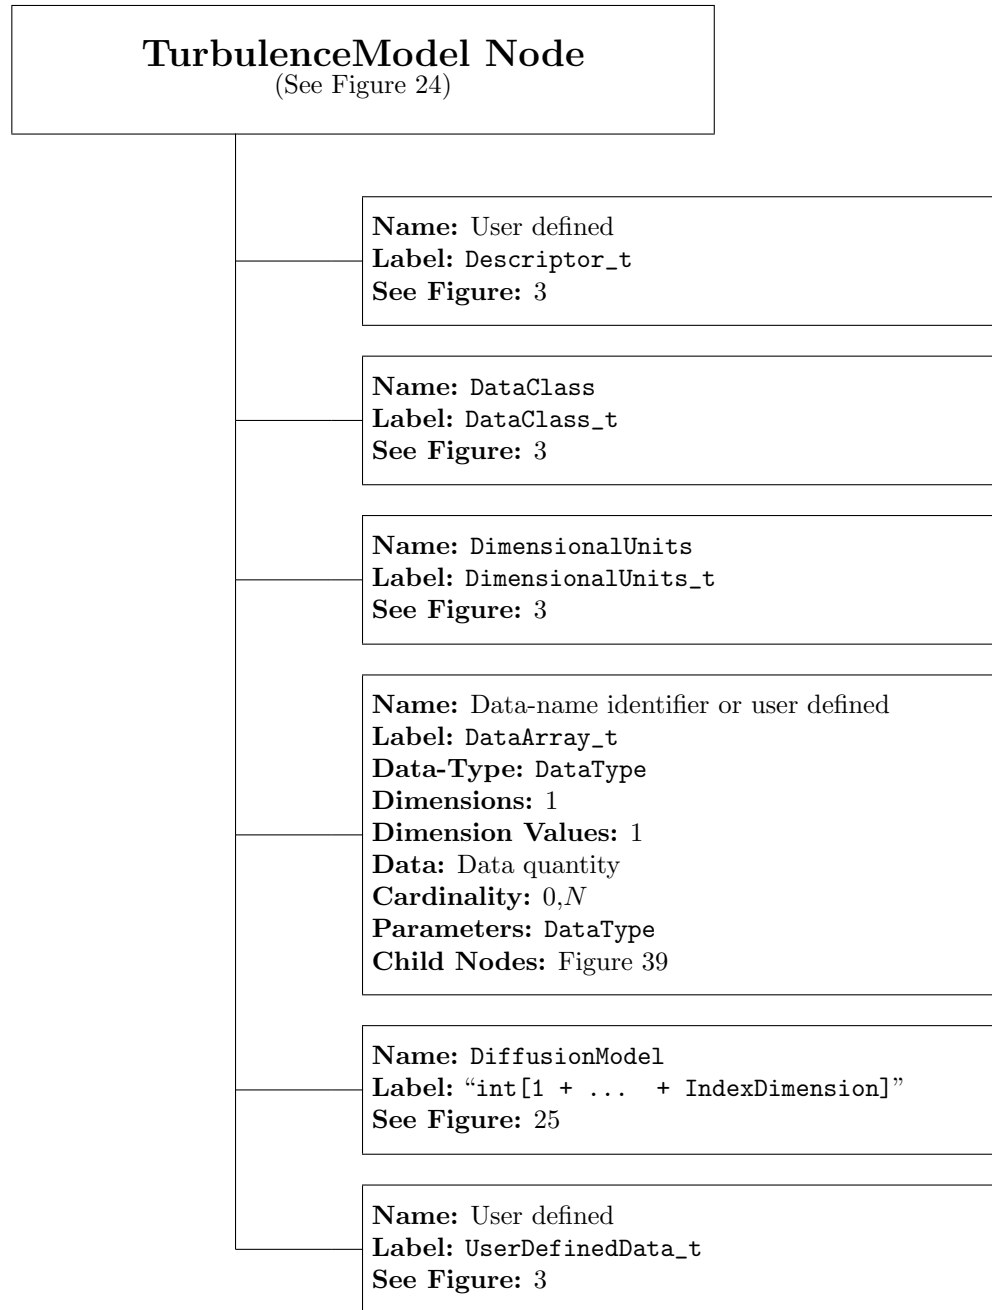 TurbulenceModel Node
(See Figure 24)
Name: User defined
Label: Descriptor_t
See Figure: 3
Name: DataClass
Label: DataClass_t
See Figure: 3
Name: DimensionalUnits
Label: DimensionalUnits_t
See Figure: 3
Name: Data-name identifier or user defined
Label: DataArray_t
Data-Type: DataType
Dimensions: 1
Dimension Values: 1
Data: Data quantity
Cardinality: 0,N
Parameters: DataType
Child Nodes: Figure 39
Name: DiffusionModel
Label: “int[1 + ... + IndexDimension]”
See Figure: 25
Name: User defined
Label: UserDefinedData_t
See Figure: 3